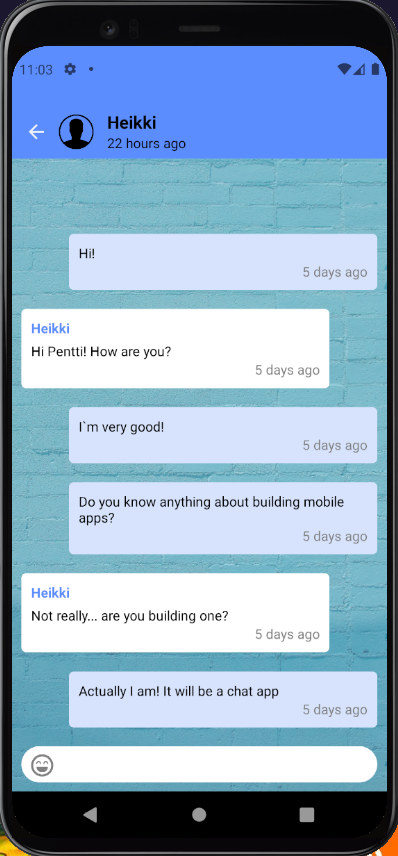 11:03
Heikki
22 hours ago
Hi!
5 days ago
Heikki
Hi Pentti! How are you?
5 days ago
I`m very good!
5 days ago
Do you know anything about building mobile
apps?
5 days ago
Heikki
Not really... are you building one?
5 days ago
Actually I am! It will be a chat app
5 days ago